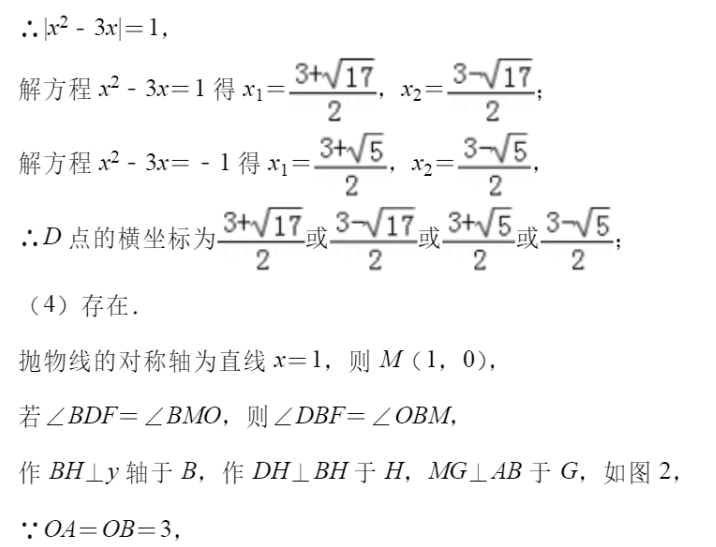 ∴|x² - 3x|=1，
解方程 x² - 3x=1 得 x₁=(3+√17)/2，x₂=(3-√17)/2；
解方程 x² - 3x= - 1 得 x₁=(3+√5)/2，x₂=(3-√5)/2，
∴D 点的横坐标为(3+√17)/2或(3-√17)/2或(3+√5)/2或(3-√5)/2；
（4）存在．
抛物线的对称轴为直线 x=1，则 M（1，0），
若∠BDF=∠BMO，则∠DBF=∠OBM，
作 BH⊥y 轴于 B，作 DH⊥BH 于 H，MG⊥AB 于 G，如图 2，
∵OA=OB=3，